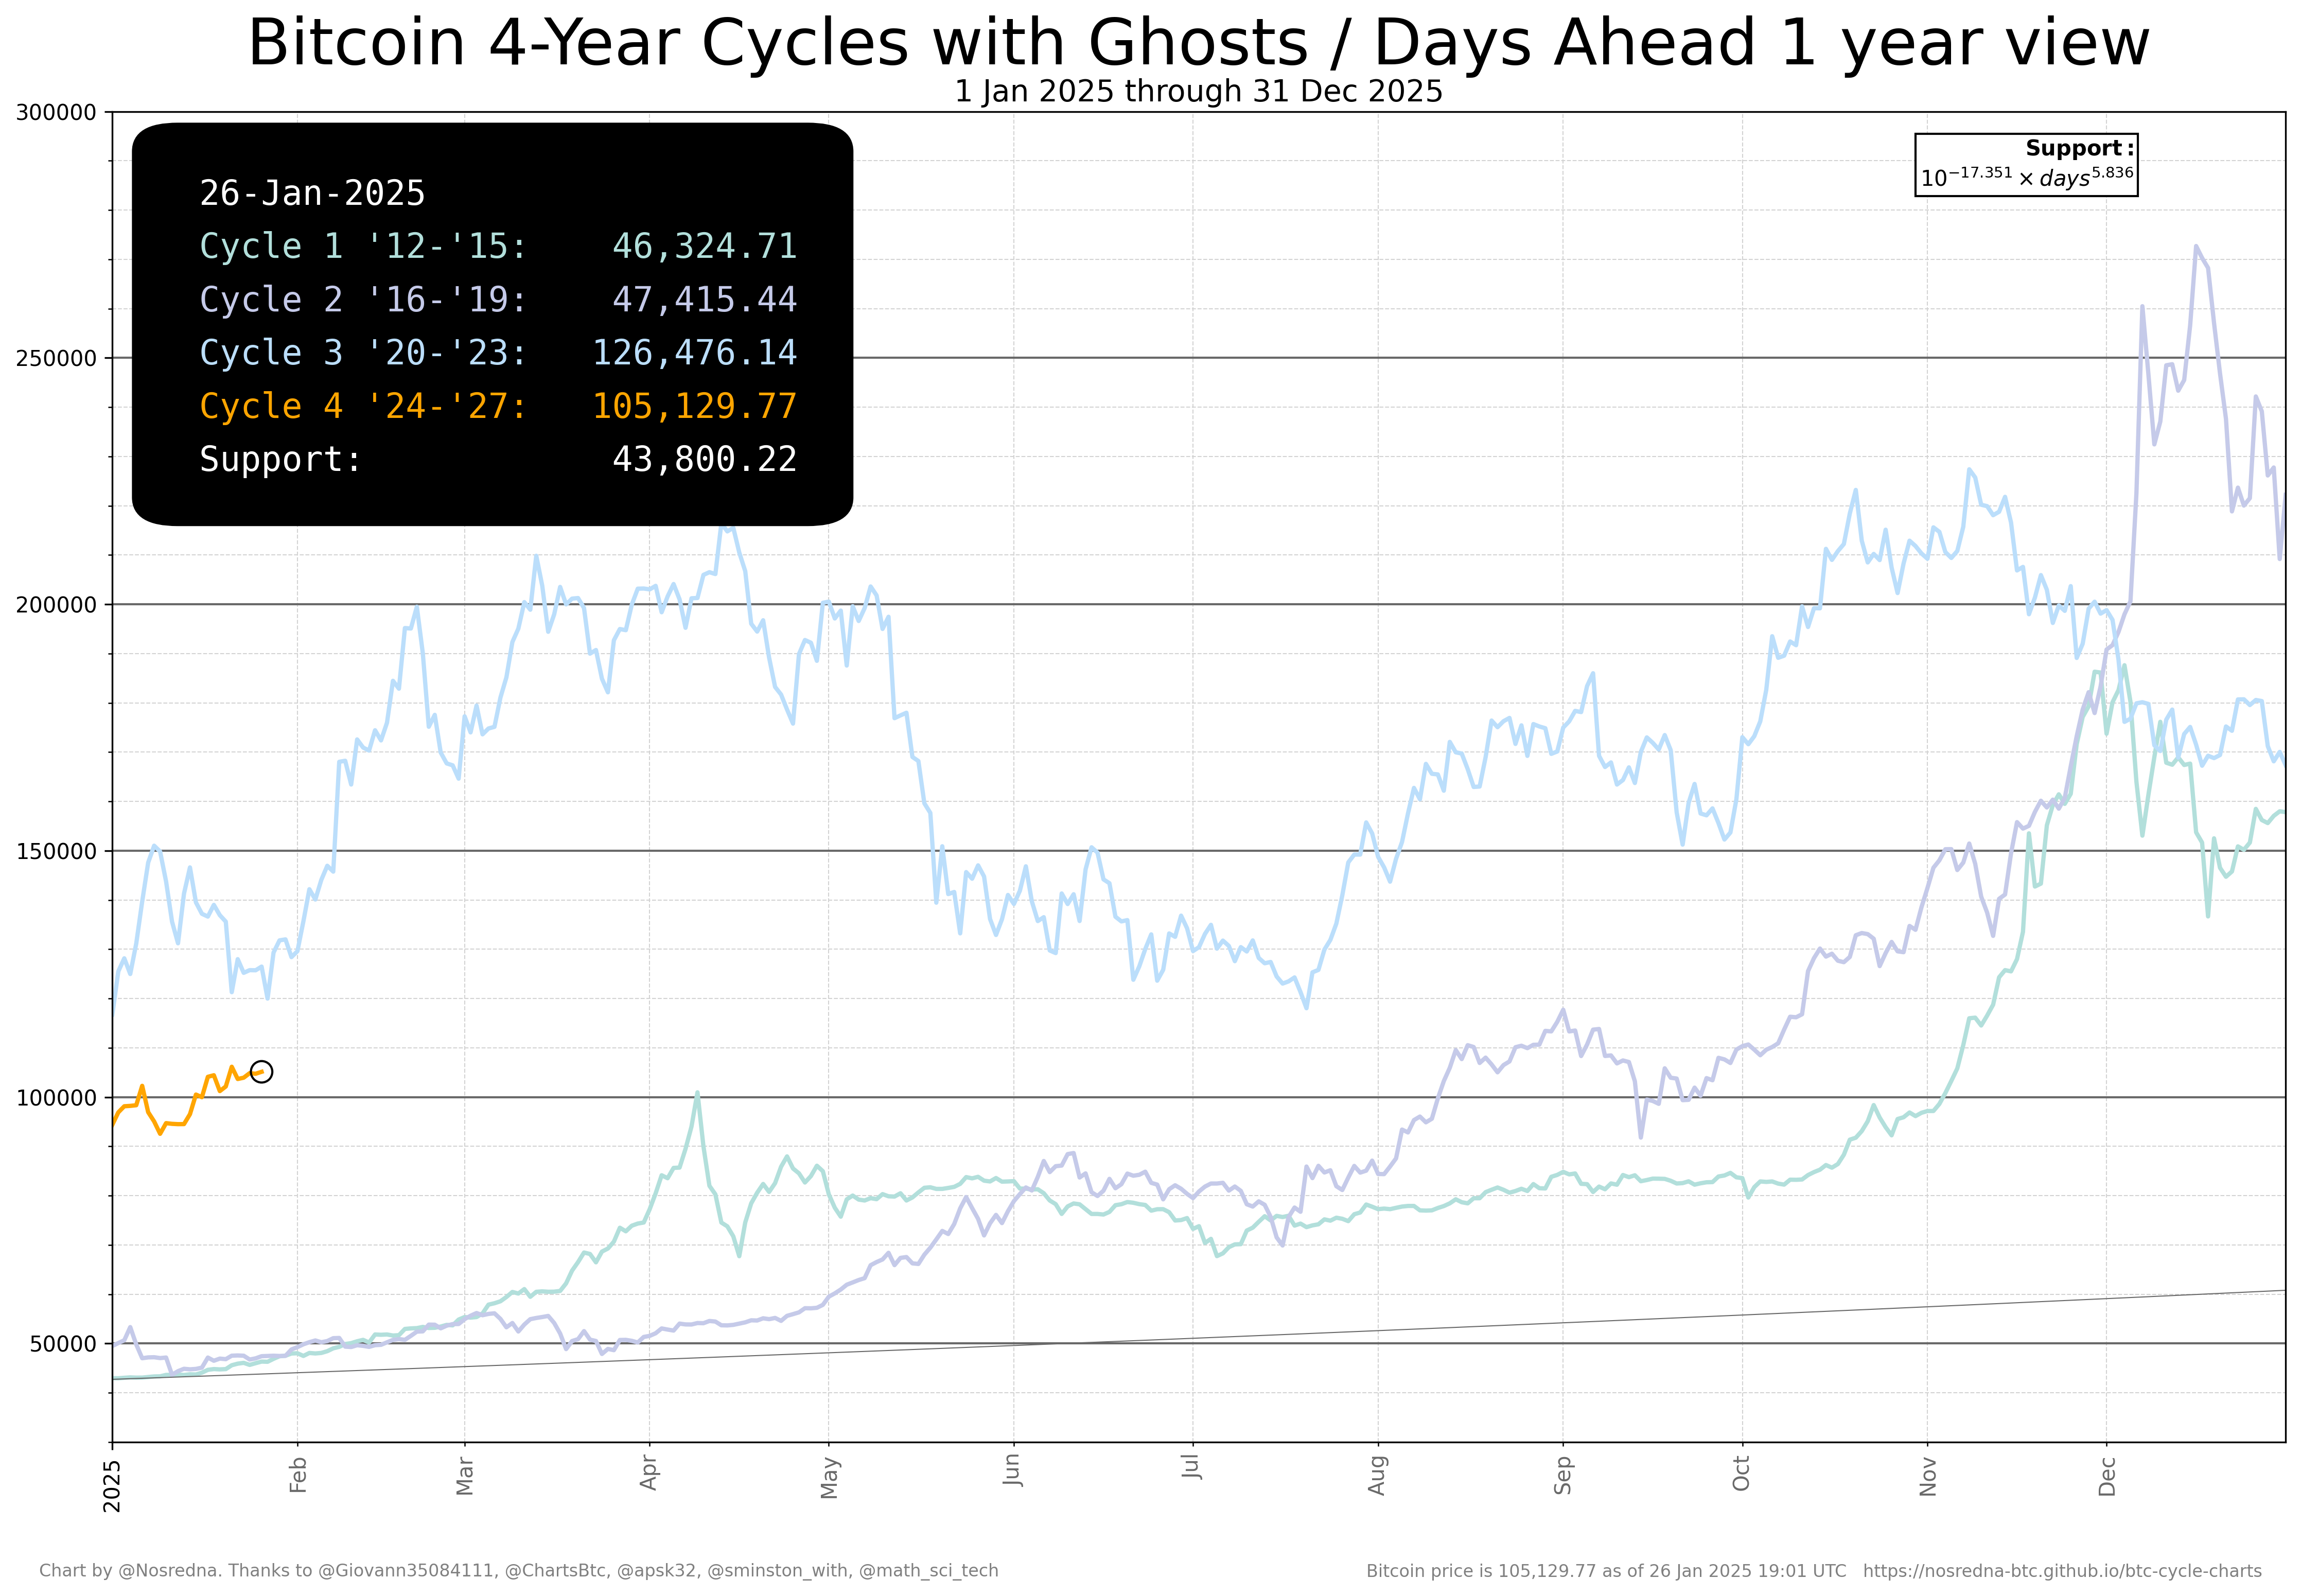 Bitcoin 4-Year Cycles with Ghosts / Days Ahead 1 year view
1 Jan 2025 through 31 Dec 2025
300000
250000
200000
150000
100000
50000
26-Jan-2025
Cycle 1 '12-'15: 46,324.71
Cycle 2 '16-'19: 47,415.44
Cycle 3 '20-'23: 126,476.14
Cycle 4 '24-'27: 105,129.77
Support: 43,800.22
Support:
10^−17.351 × days^5.836
2025 Feb Mar Apr May Jun Jul Aug Sep Oct Nov Dec
Chart by @Nosredna. Thanks to @Giovann35084111, @ChartsBtc, @apsk32, @sminston_with, @math_sci_tech
Bitcoin price is 105,129.77 as of 26 Jan 2025 19:01 UTC https://nosredna-btc.github.io/btc-cycle-charts